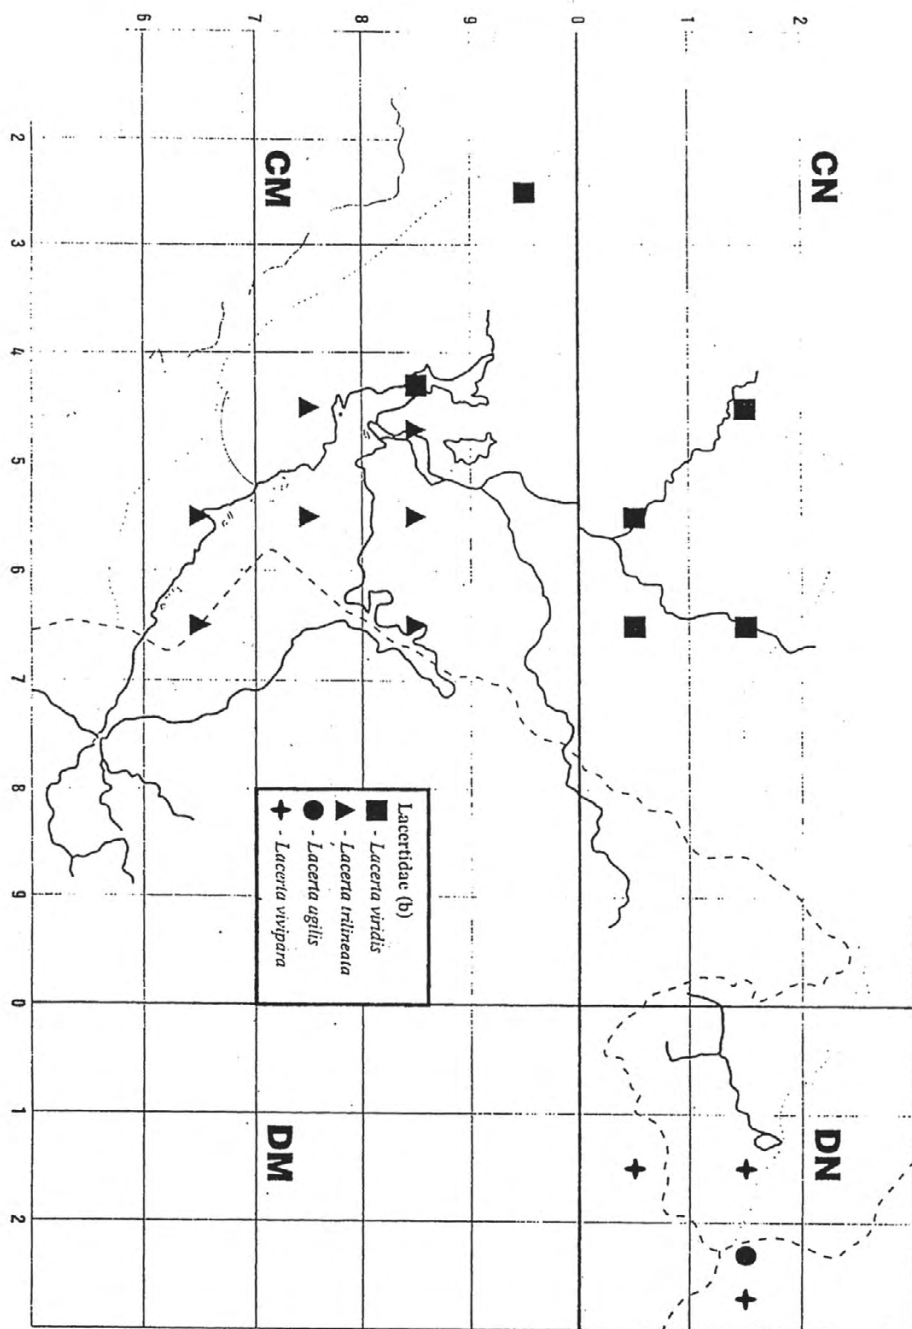 CN
DN
2
1
0
9
8
7
6
CM
DM
Lacertidae (b)
- Lacerta viridis
- Lacerta trilineata
- Lacerta agilis
- Lacerta vivipara
2 3 4 5 6 7 8 9 0 1 2